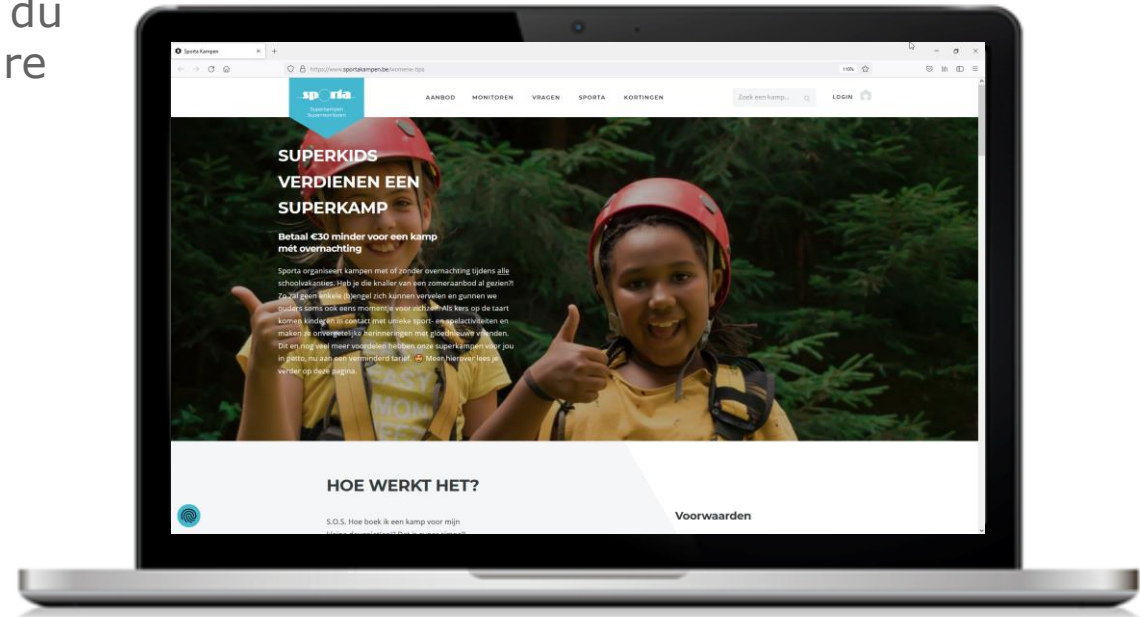 du
re
Sporta Kampen
https://www.sportakampen.be/womens-tips
110%
sporta
Superkampen
Supermonitoren
AANBOD MONITOREN VRAGEN SPORTA KORTINGEN
Zoek een kamp...
LOGIN
SUPERKIDS
VERDIENEN EEN
SUPERKAMP
Betaal €30 minder voor een kamp
mét overnachting
Sporta organiseert kampen met of zonder overnachting tijdens alle
schoolvakanties. Heb je die knaller van een zomeraanbod al gezien?!
Zo zal geen enkele (b)engel zich kunnen vervelen en gunnen we
ouders soms ook eens momentje voor zichzelf. Als kers op de taart
komen kinderen in contact met unieke sport- en spelactiviteiten en
maken ze onvergetelijke herinneringen met gloednieuwe vrienden.
Dit en nog veel meer voordelen hebben onze superkampen voor jou
in petto, nu aan een verminderd tarief. 🤩 Meer hierover lees je
verder op deze pagina.
EASY
MON
HOE WERKT HET?
S.O.S. Hoe boek ik een kamp voor mijn
Voorwaarden